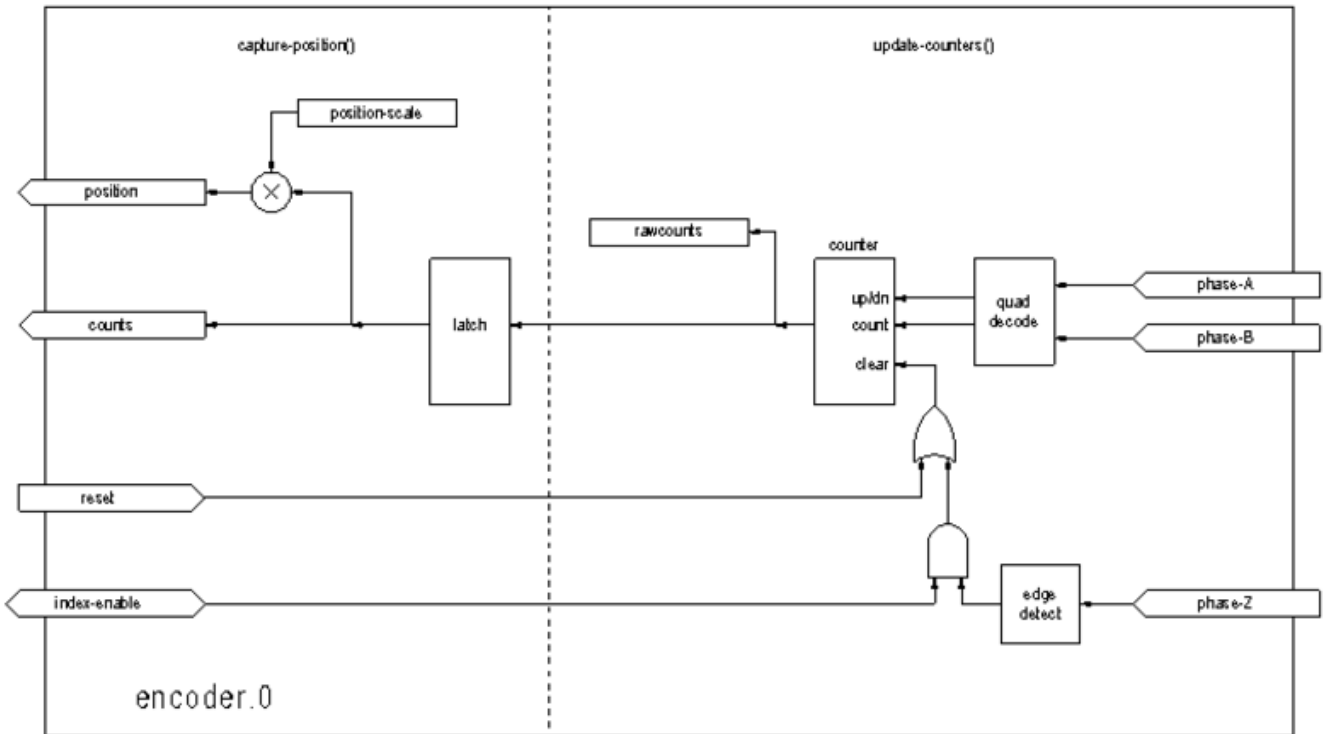 capture-position()
update-counters()
position-scale
position
rawcounts
counter
phase-A
up/dn
quad
decode
counts
latch
count
phase-B
clear
reset
index-enable
edge
detect
phase-Z
encoder.0